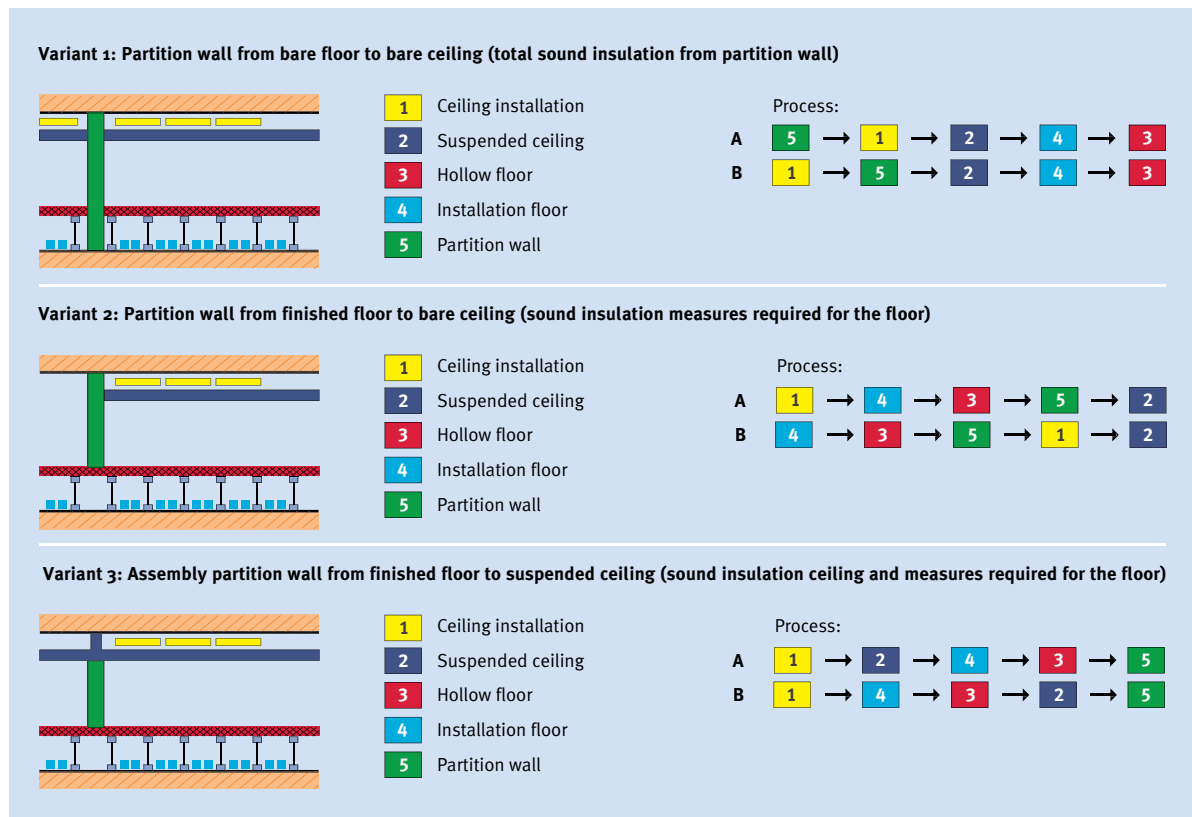 Variant 1: Partition wall from bare floor to bare ceiling (total sound insulation from partition wall)
1 Ceiling installation
2 Suspended ceiling
3 Hollow floor
4 Installation floor
5 Partition wall
Process:
A 5 → 1 → 2 → 4 → 3
B 1 → 5 → 2 → 4 → 3
Variant 2: Partition wall from finished floor to bare ceiling (sound insulation measures required for the floor)
1 Ceiling installation
2 Suspended ceiling
3 Hollow floor
4 Installation floor
5 Partition wall
Process:
A 1 → 4 → 3 → 5 → 2
B 4 → 3 → 5 → 1 → 2
Variant 3: Assembly partition wall from finished floor to suspended ceiling (sound insulation ceiling and measures required for the floor)
1 Ceiling installation
2 Suspended ceiling
3 Hollow floor
4 Installation floor
5 Partition wall
Process:
A 1 → 2 → 4 → 3 → 5
B 1 → 4 → 3 → 2 → 5